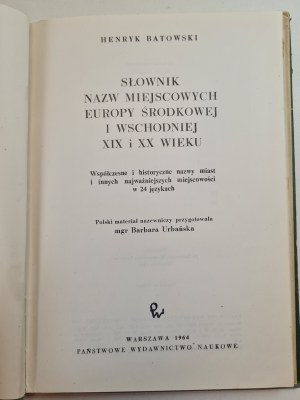 HENRYK BATOWSKI
SŁOWNIK
NAZW MIEJSCOWYCH
EUROPY ŚRODKOWEJ
I WSCHODNIEJ
XIX i XX WIEKU
Współczesne i historyczne nazwy miast
i innych najważniejszych miejscowości
w 24 językach
Polski materiał nazewniczy przygotowała
mgr Barbara Urbańska
WARSZAWA 1964
PAŃSTWOWE WYDAWNICTWO NAUKOWE